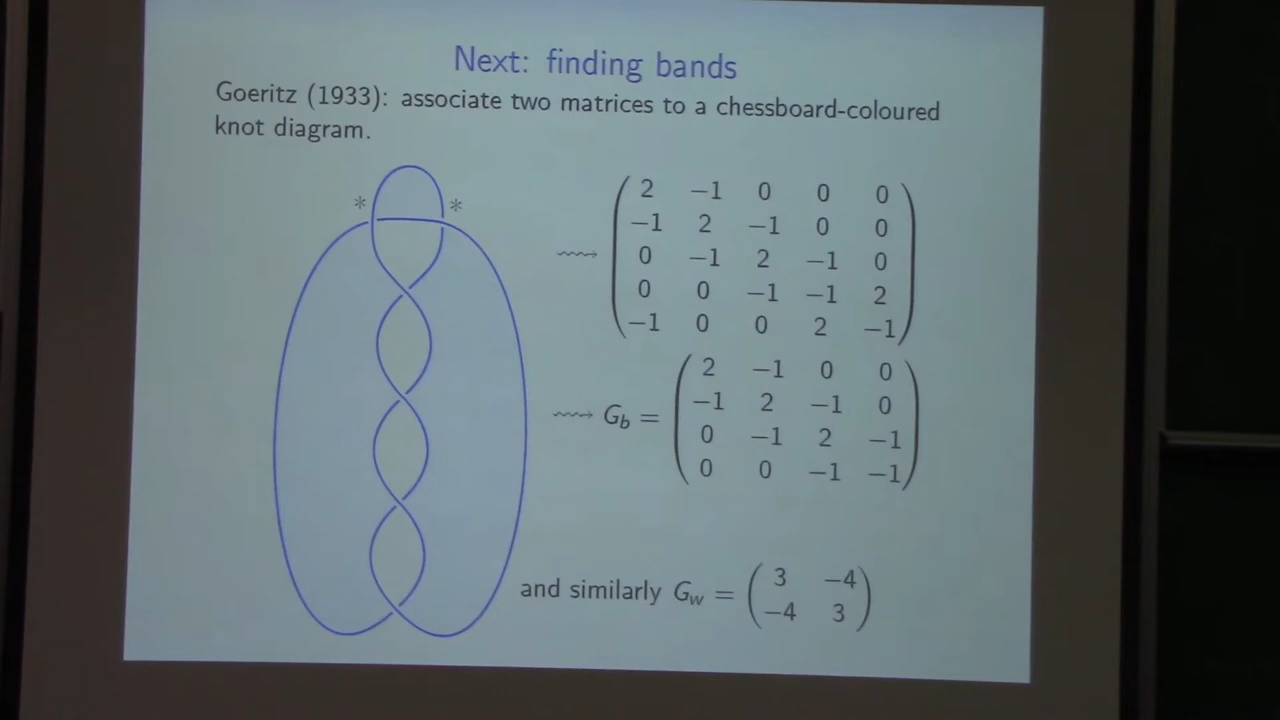 Next: finding bands
Goeritz (1933): associate two matrices to a chessboard-coloured
knot diagram.
* *
2 −1 0 0 0
−1 2 −1 0 0
0 −1 2 −1 0
0 0 −1 −1 2
−1 0 0 2 −1
2 −1 0 0
−1 2 −1 0
G_b = 0 −1 2 −1
0 0 −1 −1
and similarly G_w = 3 −4
−4 3